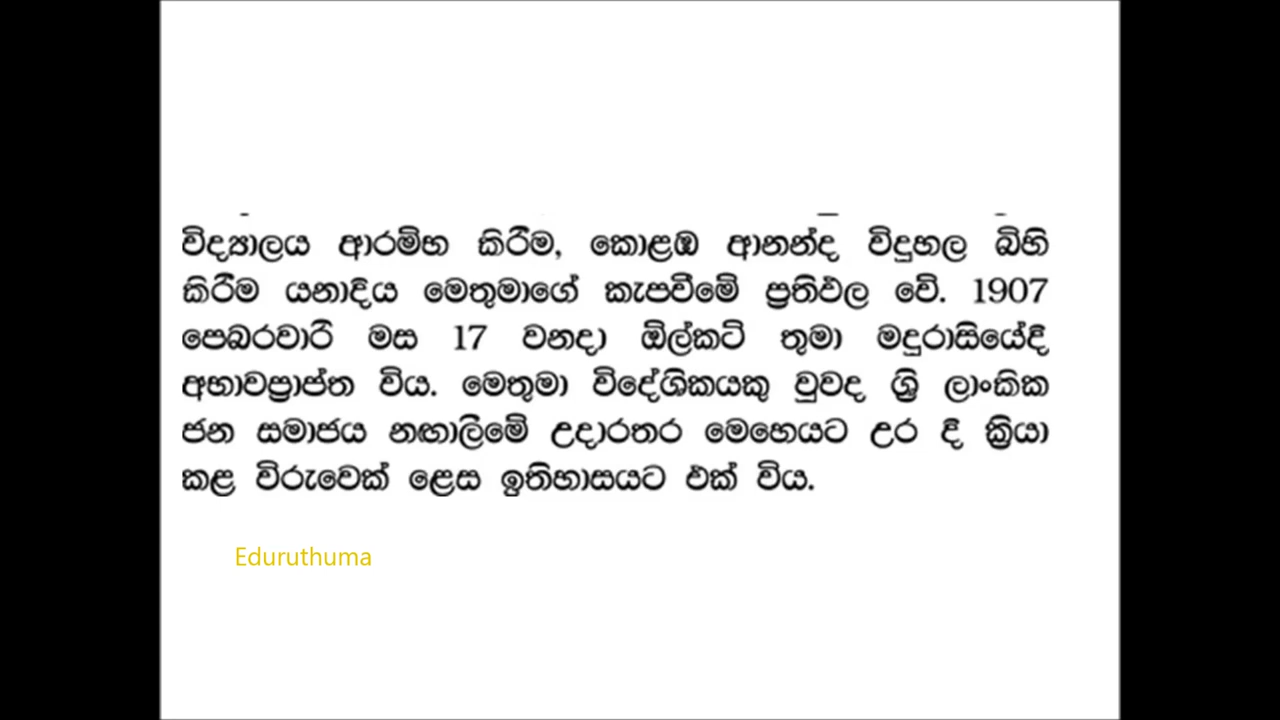 විද්‍යාලය ආරම්භ කිරීම, කොළඹ ආනන්ද විදුහල බිහි
කිරීම යනාදිය මෙතුමාගේ කැපවීමේ ප්‍රතිඵල වේ. 1907
පෙබරවාරි මස 17 වනදා ඕල්කට් තුමා මදුරාසියේදී
අභාවප්‍රාප්ත විය. මෙතුමා විදේශිකයකු වුවද ශ්‍රී ලාංකික
ජන සමාජය නඟාලීමේ උදාරතර මෙහෙයට උර දී ක්‍රියා
කළ විරුවෙක් ළෙස ඉතිහාසයට එක් විය.
Eduruthuma